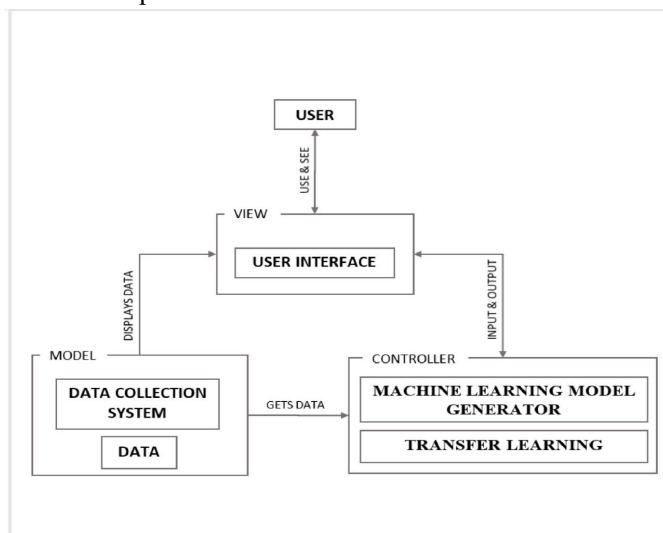 USER
USE & SEE
VIEW
USER INTERFACE
DISPLAYS DATA
INPUT & OUTPUT
MODEL
DATA COLLECTION
SYSTEM
DATA
GETS DATA
CONTROLLER
MACHINE LEARNING MODEL
GENERATOR
TRANSFER LEARNING